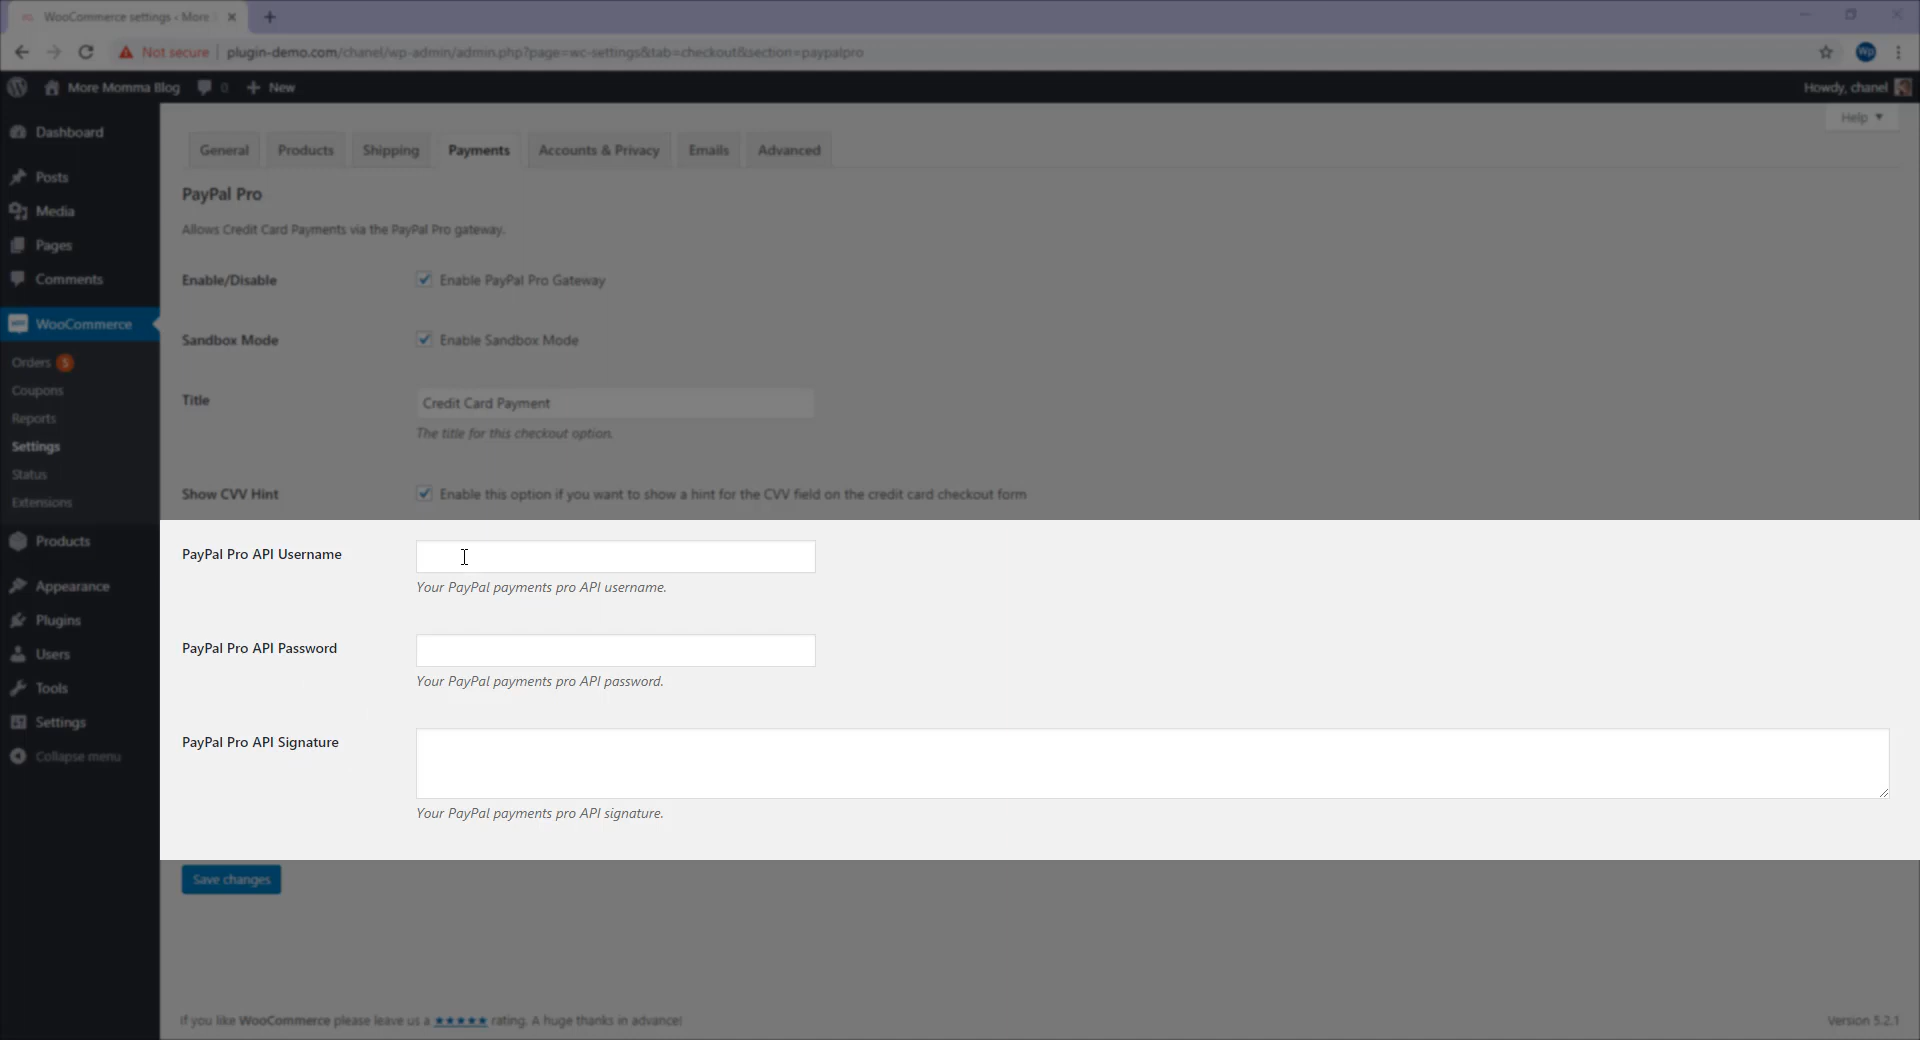 WooCommerce settings ‹ More
Not secure | plugin-demo.com/chanel/wp-admin/admin.php?page=wc-settings&tab=checkout&section=paypalpro
Wp
More Momma Blog 0 + New
Howdy, chanel
Help ▼
Dashboard
Posts
Media
Pages
Comments
WooCommerce
Orders 5
Coupons
Reports
Settings
Status
Extensions
Products
Appearance
Plugins
Users
Tools
Settings
Collapse menu
General Products Shipping Payments Accounts & Privacy Emails Advanced
PayPal Pro
Allows Credit Card Payments via the PayPal Pro gateway.
Enable/Disable Enable PayPal Pro Gateway
Sandbox Mode Enable Sandbox Mode
Title Credit Card Payment
The title for this checkout option.
Show CVV Hint Enable this option if you want to show a hint for the CVV field on the credit card checkout form
PayPal Pro API Username
Your PayPal payments pro API username.
PayPal Pro API Password
Your PayPal payments pro API password.
PayPal Pro API Signature
Your PayPal payments pro API signature.
Save changes
If you like WooCommerce please leave us a ★★★★★ rating. A huge thanks in advance!
Version 5.2.1